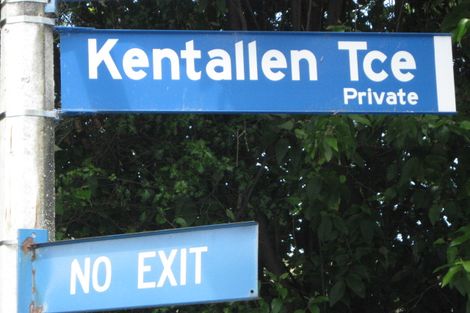 Kentallen Tce
Private
NO EXIT